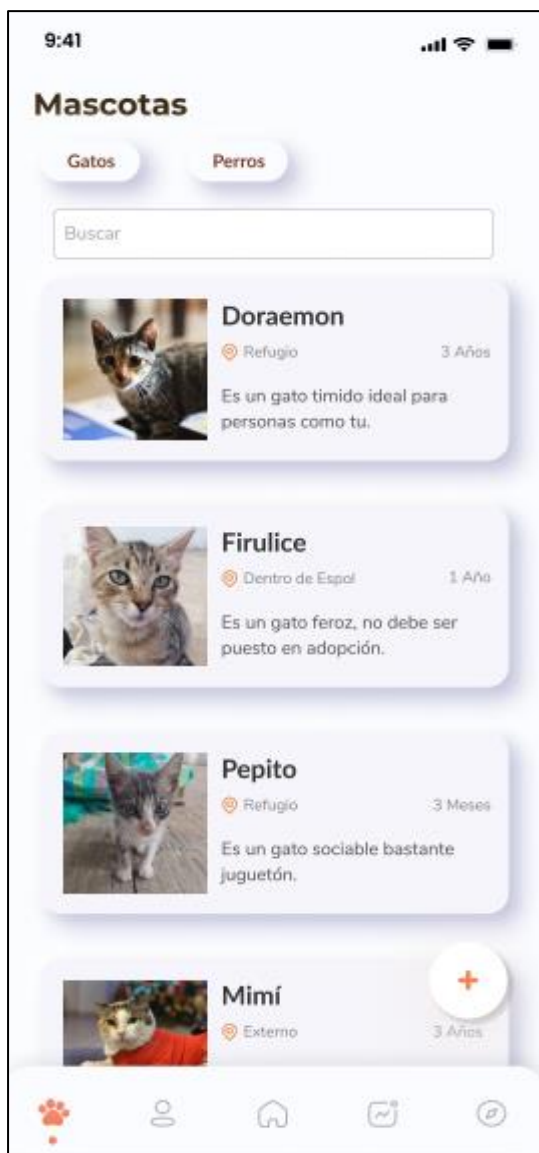 9:41
Mascotas
Gatos Perros
Buscar
Doraemon
Refugio 3 Años
Es un gato timido ideal para
personas como tu.
Firulice
Dentro de Espol 1 Año
Es un gato feroz, no debe ser
puesto en adopción.
Pepito
Refugio 3 Meses
Es un gato sociable bastante
juguetón.
Mimí
Externo 3 Años